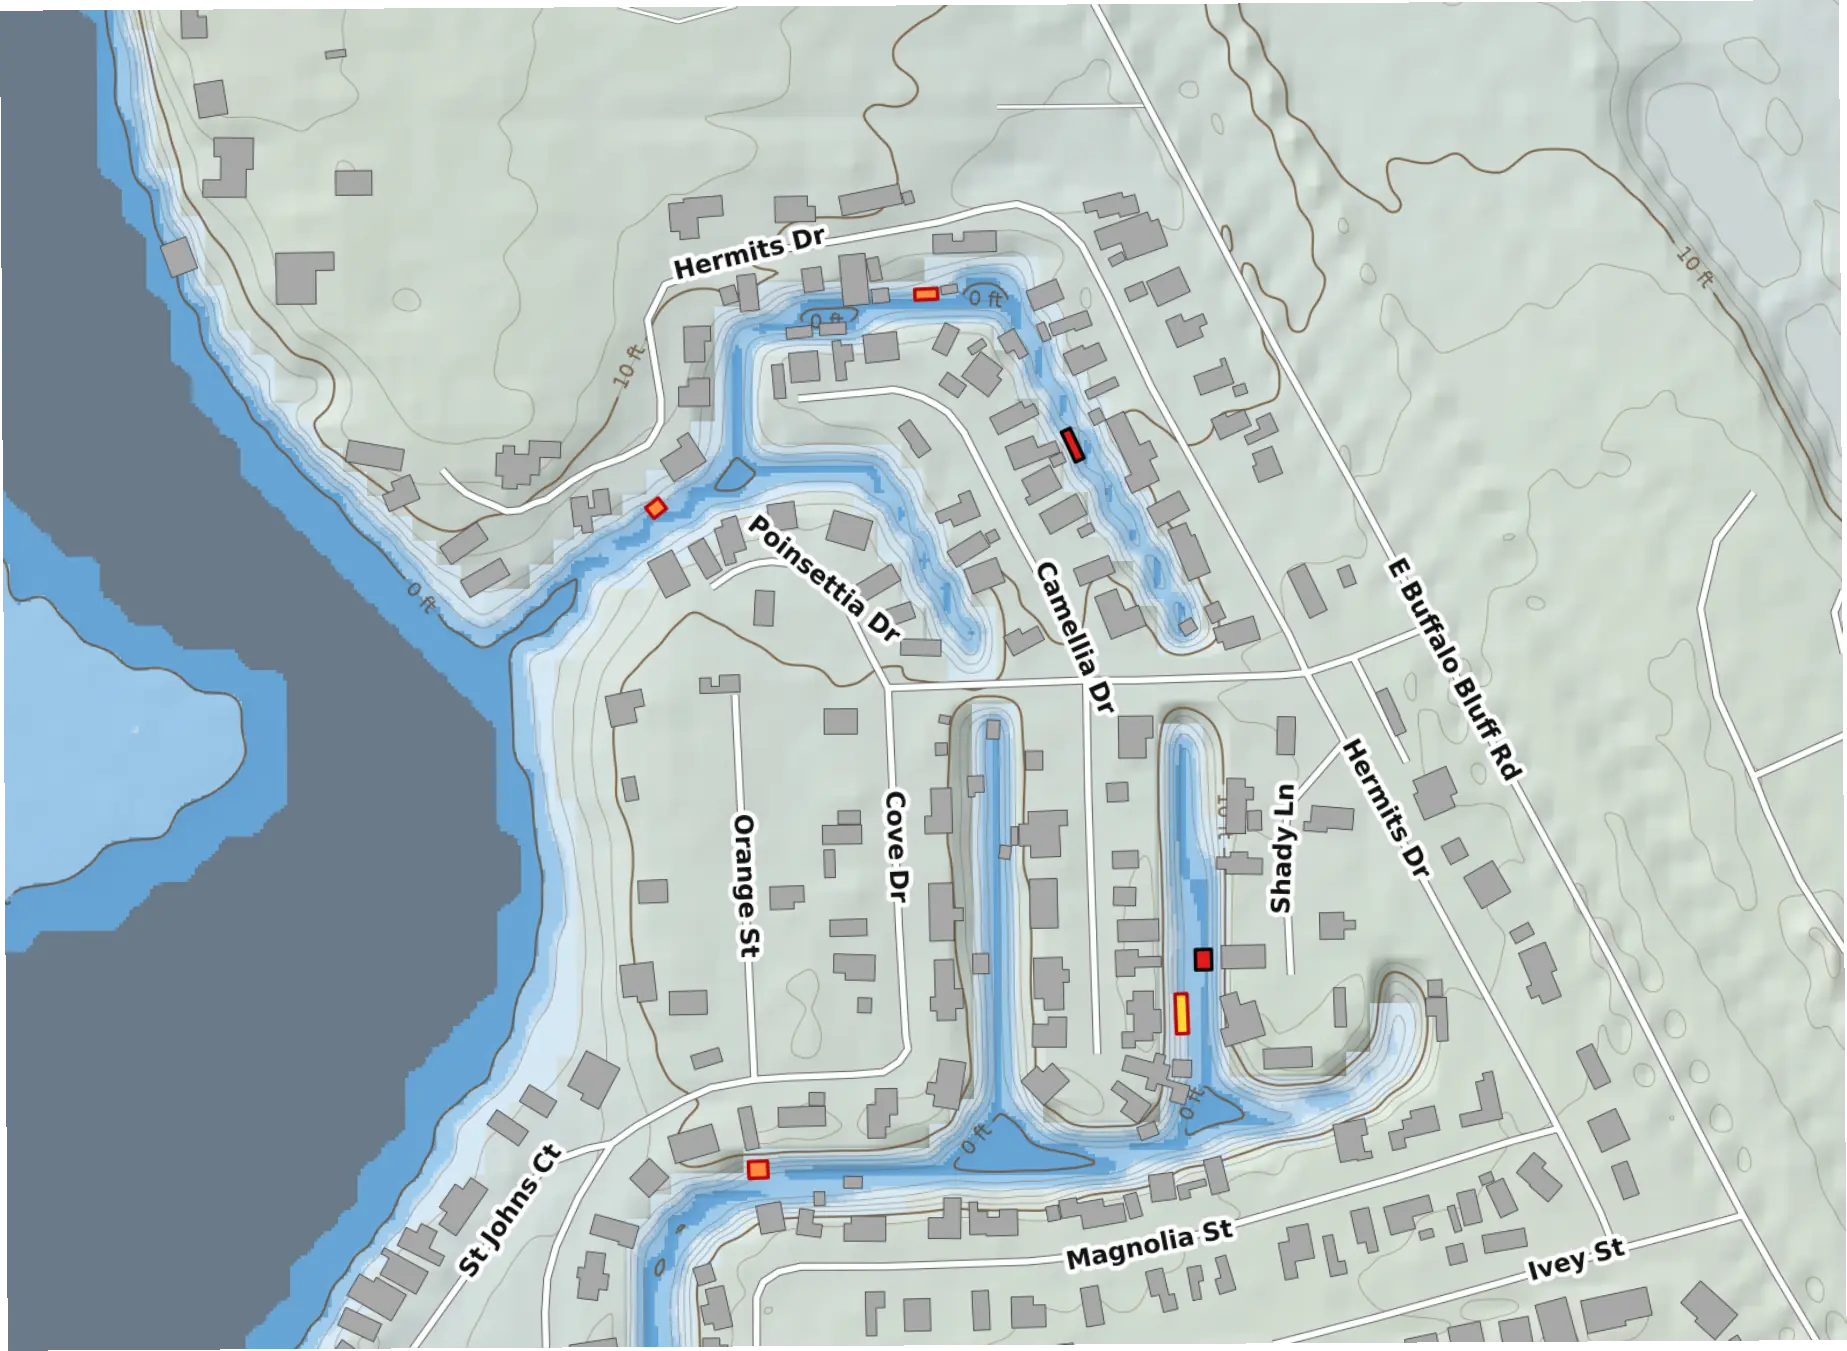 Hermits Dr
0 ft
0 ft
10 ft
10 ft
Poinsettia Dr
0 ft
Camellia Dr
E Buffalo Bluff Rd
Hermits Dr
Shady Ln
Cove Dr
Orange St
0 ft
0 ft
St Johns Ct
Magnolia St
Ivey St